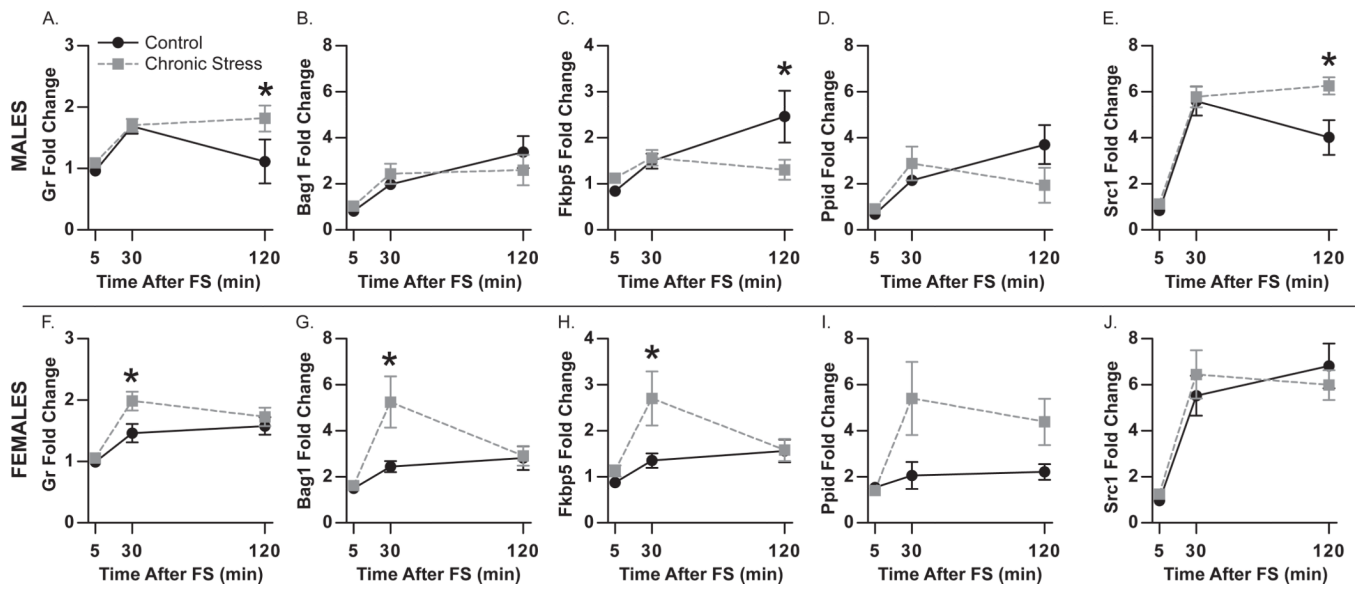 A.
3
2
1
0
Gr Fold Change
Control
Chronic Stress
*
5 30 120
Time After FS (min)
B.
8
6
4
2
0
Bag1 Fold Change
5 30 120
Time After FS (min)
C.
4
3
2
1
0
Fkbp5 Fold Change
*
5 30 120
Time After FS (min)
D.
8
6
4
2
0
Ppid Fold Change
5 30 120
Time After FS (min)
E.
8
6
4
2
0
Src1 Fold Change
*
5 30 120
Time After FS (min)
MALES
F.
3
2
1
0
Gr Fold Change
*
5 30 120
Time After FS (min)
G.
8
6
4
2
0
Bag1 Fold Change
*
5 30 120
Time After FS (min)
H.
4
3
2
1
0
Fkbp5 Fold Change
*
5 30 120
Time After FS (min)
I.
8
6
4
2
0
Ppid Fold Change
5 30 120
Time After FS (min)
J.
8
6
4
2
0
Src1 Fold Change
5 30 120
Time After FS (min)
FEMALES